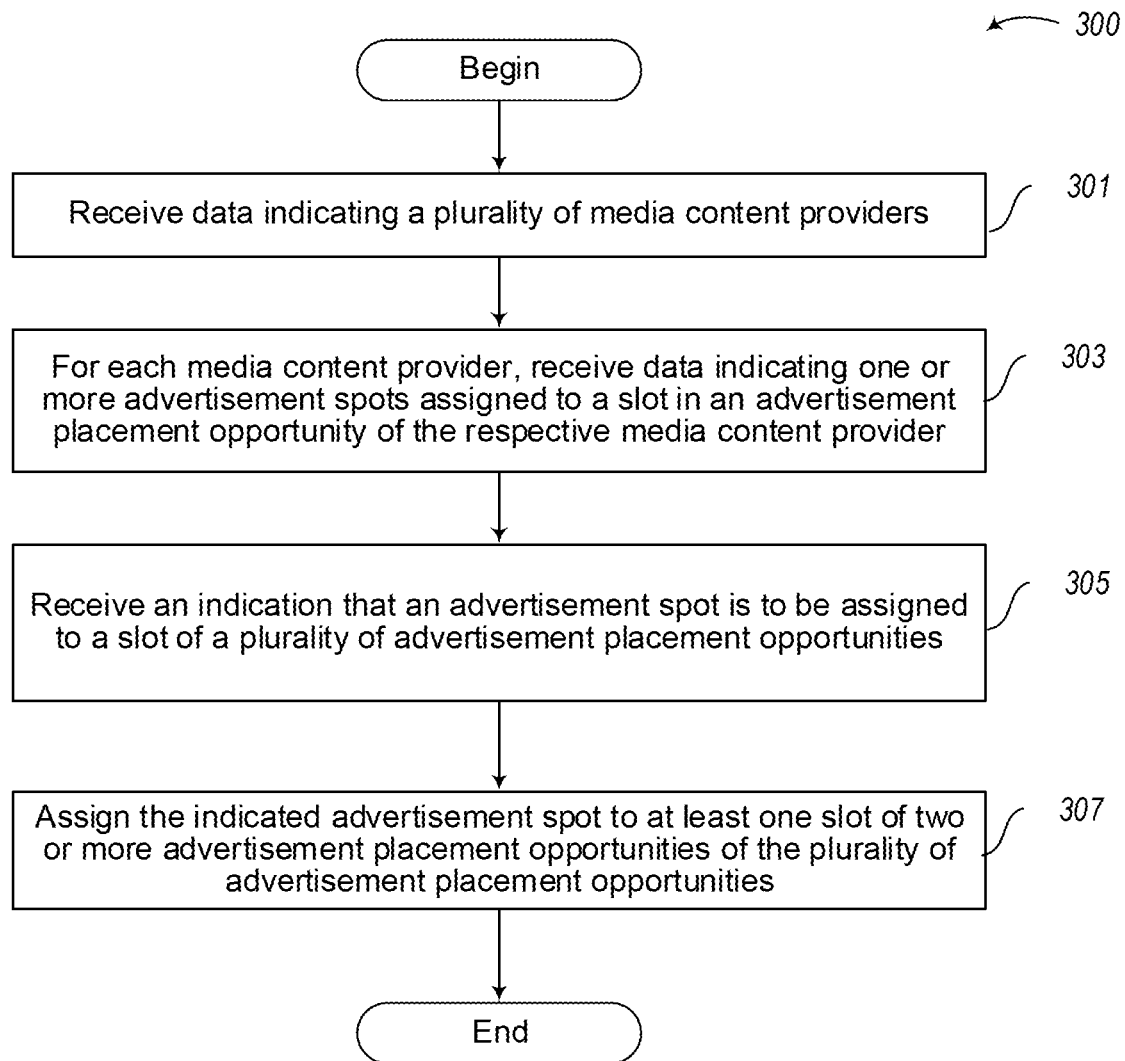 300
Begin
Receive data indicating a plurality of media content providers
301
For each media content provider, receive data indicating one or
more advertisement spots assigned to a slot in an advertisement
placement opportunity of the respective media content provider
303
Receive an indication that an advertisement spot is to be assigned
to a slot of a plurality of advertisement placement opportunities
305
Assign the indicated advertisement spot to at least one slot of two
or more advertisement placement opportunities of the plurality of
advertisement placement opportunities
307
End